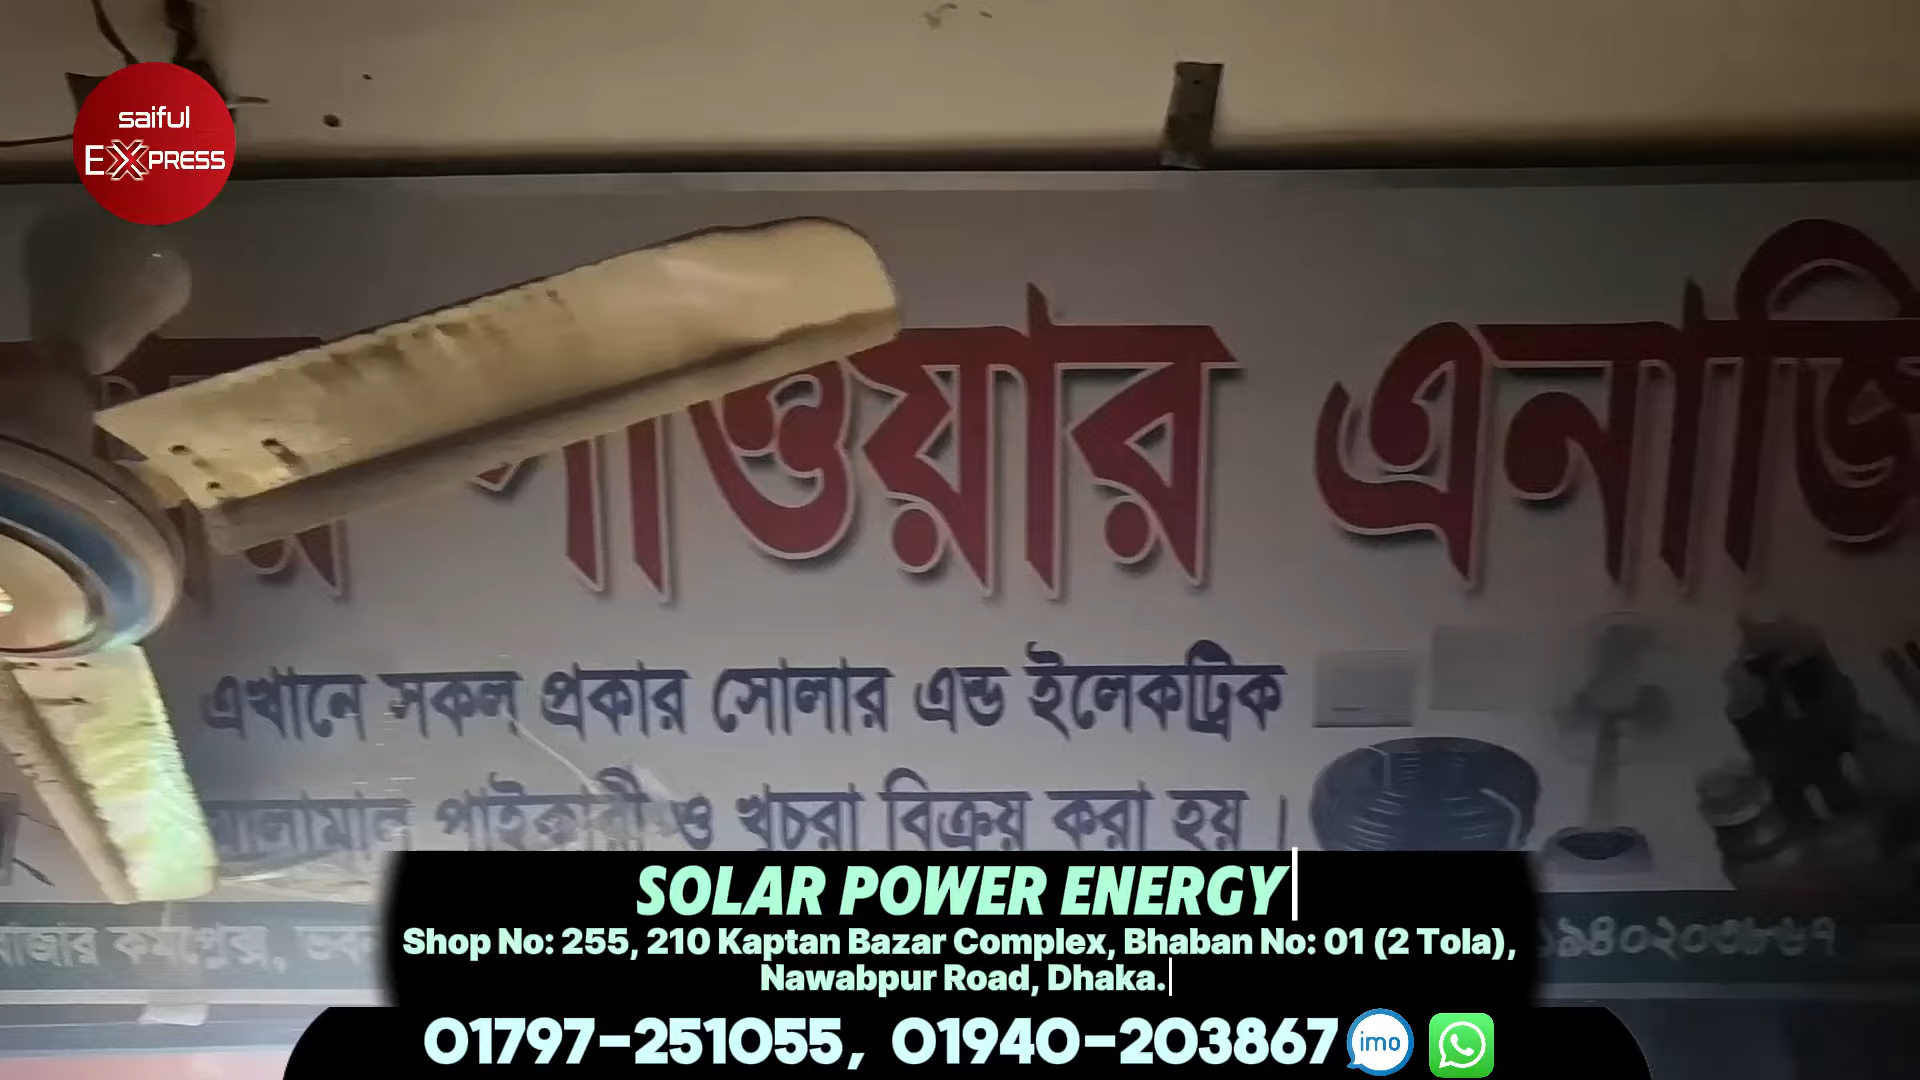 saiful
EXPRESS
পাওয়ার এনার্জি
এখানে সকল প্রকার সোলার এন্ড ইলেকট্রিক
মালামাল পাইকারী ও খুচরা বিক্রয় করা হয়।
বাজার কমপ্লেক্স,
১৯৪০২০৩৮৬৭
SOLAR POWER ENERGY
Shop No: 255, 210 Kaptan Bazar Complex, Bhaban No: 01 (2 Tola),
Nawabpur Road, Dhaka.
01797-251055, 01940-203867 imo